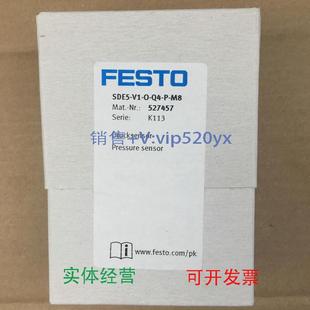 FESTO
SDE5-V1-O-Q4-P-M8
Mat.-Nr.: 527457
Serie: K113
销售+V:vip520yx
Drucksensor
Pressure sensor
www.festo.com/pk
实体经营 可开发票